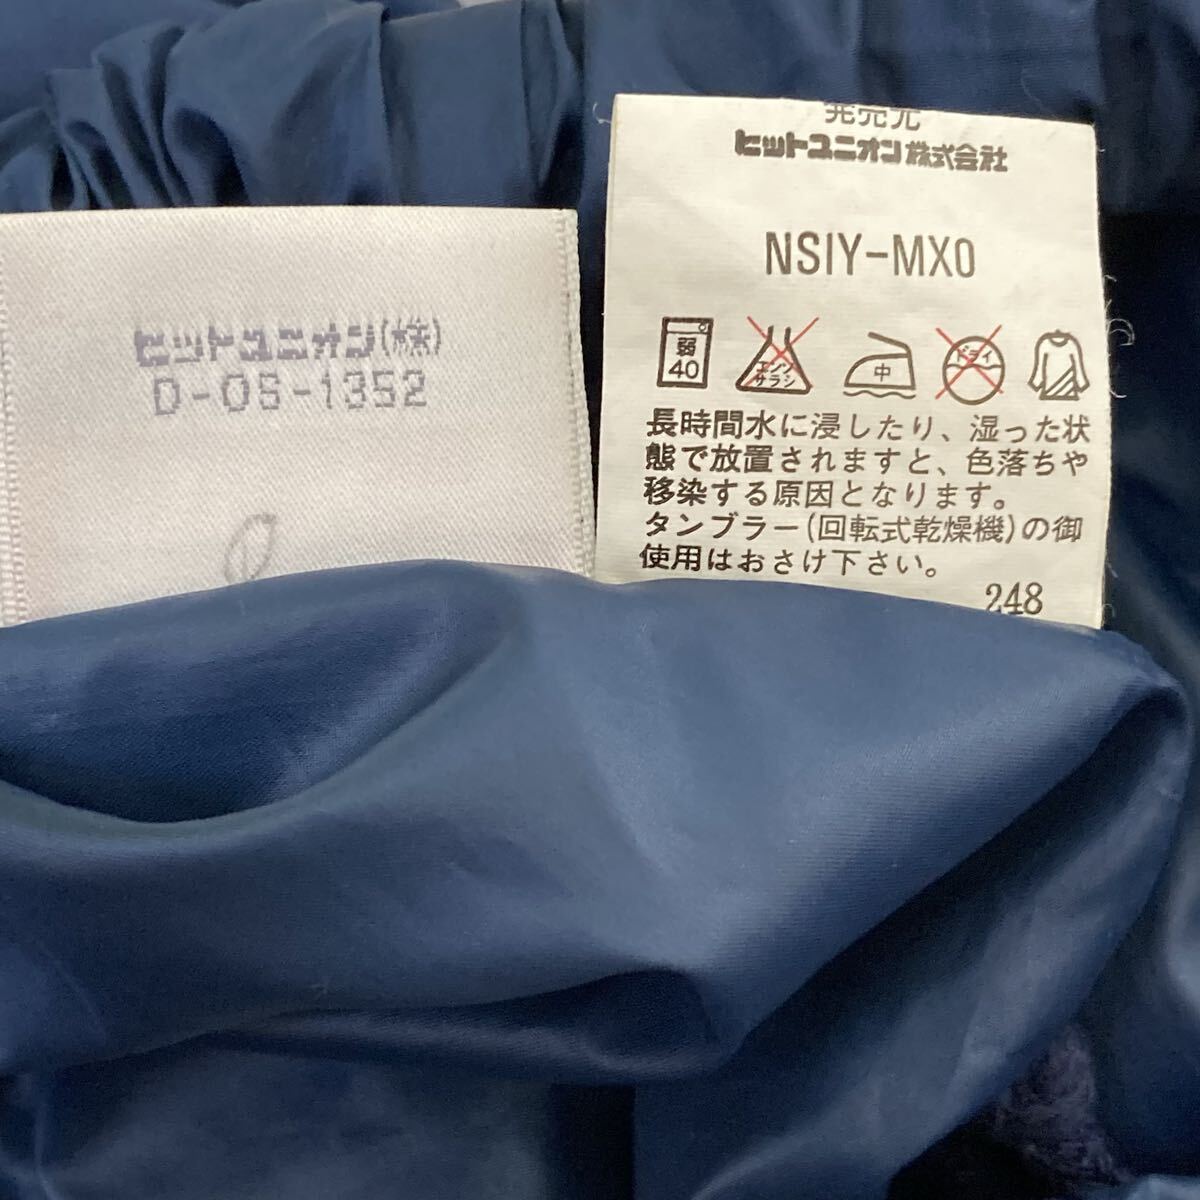 ヒットユニオン(株)
D-OS-1352
発売元
ヒットユニオン株式会社
NSIY-MX0
弱
40
エンソ
サラシ
中
ドライ
長時間水に浸したり、湿った状
態で放置されますと、色落ちや
移染する原因となります。
タンブラー(回転式乾燥機)の御
使用はおさけ下さい。
248